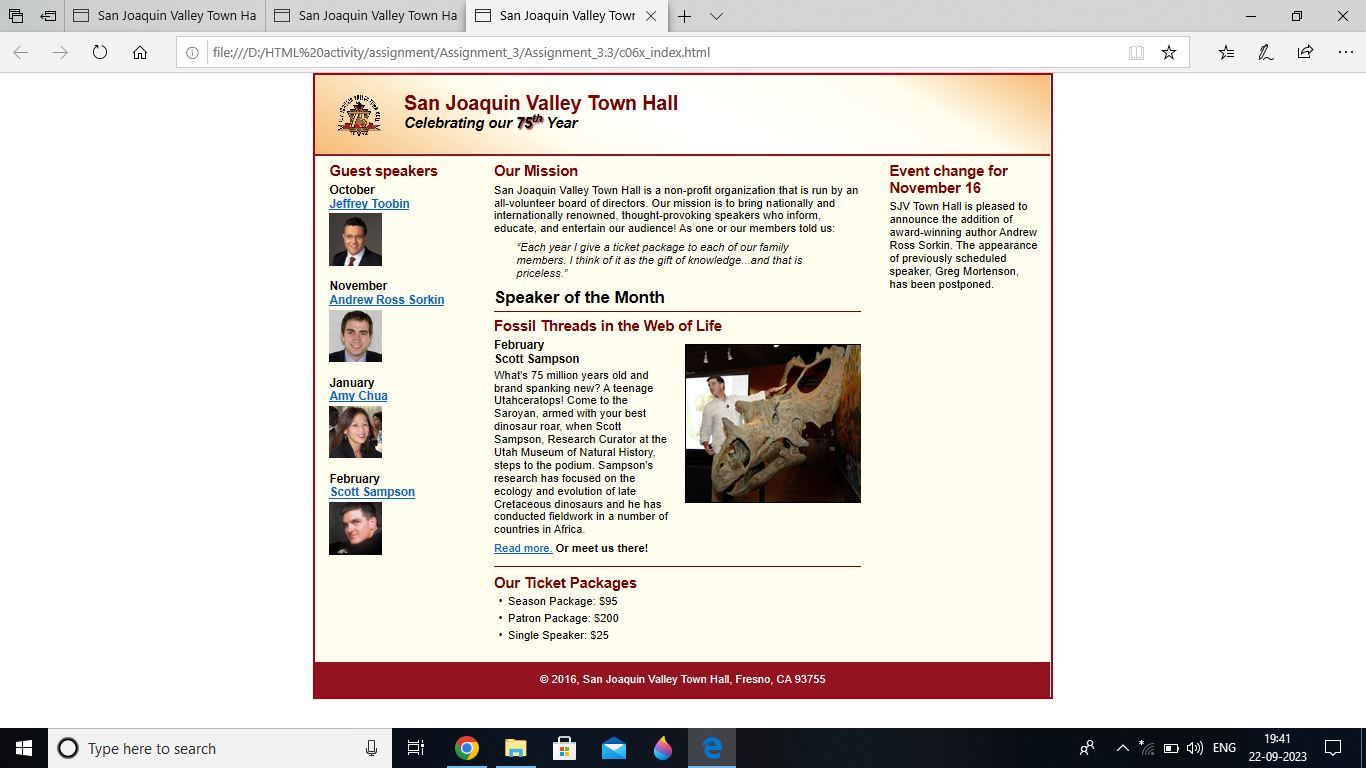 San Joaquin Valley Town Ha
San Joaquin Valley Town Ha
San Joaquin Valley Towr
file:///D:/HTML%20activity/assignment/Assignment_3/Assignment_3.3/c06x_index.html
San Joaquin Valley Town Hall
Celebrating our 75th Year
Guest speakers
October
Jeffrey Toobin
November
Andrew Ross Sorkin
January
Amy Chua
February
Scott Sampson
Our Mission
San Joaquin Valley Town Hall is a non-profit organization that is run by an
all-volunteer board of directors. Our mission is to bring nationally and
internationally renowned, thought-provoking speakers who inform,
educate, and entertain our audience! As one or our members told us:
“Each year I give a ticket package to each of our family
members. I think of it as the gift of knowledge...and that is
priceless.”
Speaker of the Month
Fossil Threads in the Web of Life
February
Scott Sampson
What's 75 million years old and
brand spanking new? A teenage
Utahceratops! Come to the
Saroyan, armed with your best
dinosaur roar, when Scott
Sampson, Research Curator at the
Utah Museum of Natural History,
steps to the podium. Sampson's
research has focused on the
ecology and evolution of late
Cretaceous dinosaurs and he has
conducted fieldwork in a number of
countries in Africa.
Read more. Or meet us there!
Our Ticket Packages
• Season Package: $95
• Patron Package: $200
• Single Speaker: $25
Event change for
November 16
SJV Town Hall is pleased to
announce the addition of
award-winning author Andrew
Ross Sorkin. The appearance
of previously scheduled
speaker, Greg Mortenson,
has been postponed.
© 2016, San Joaquin Valley Town Hall, Fresno, CA 93755
Type here to search
ENG
19:41
22-09-2023